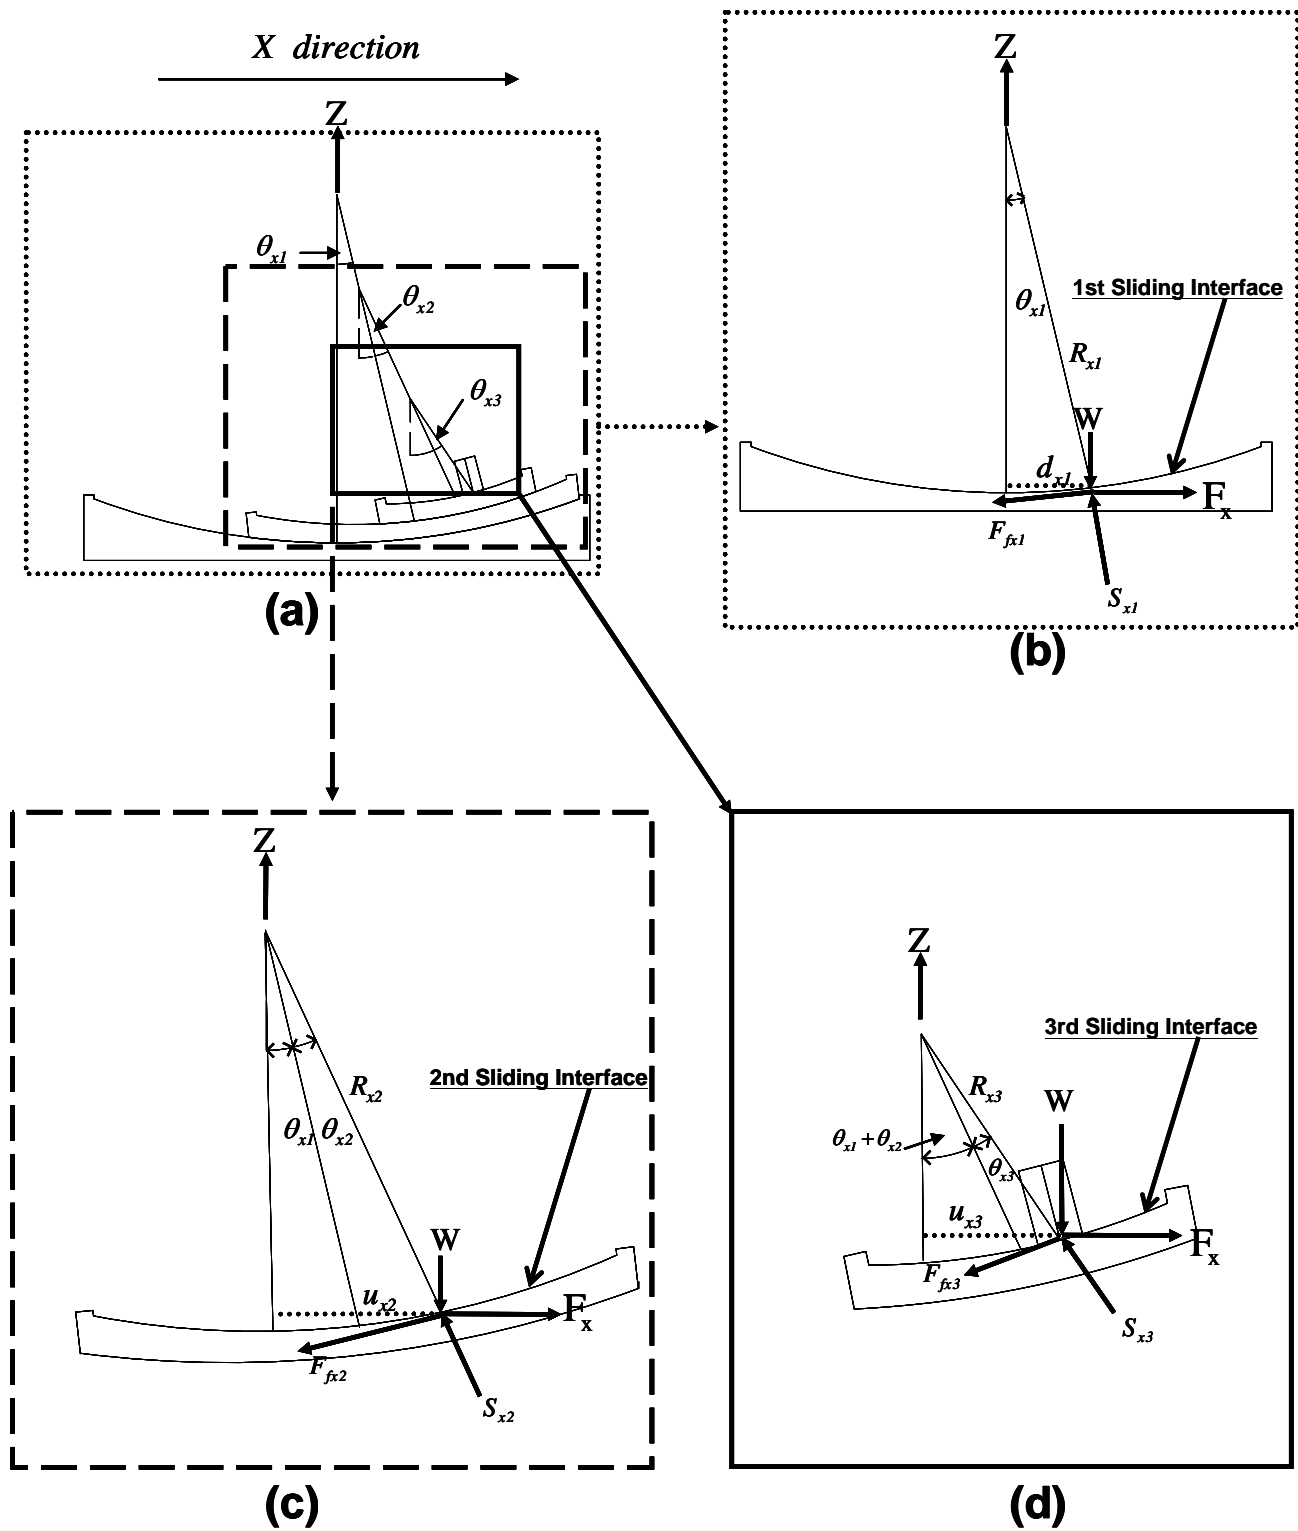 X direction
Z
θx1
θx2
θx3
(a)
Z
θx1
1st Sliding Interface
Rx1
W
dx1
Fx
Ffx1
Sx1
(b)
Z
Rx2
2nd Sliding Interface
θx1 θx2
W
ux2
Fx
Ffx2
Sx2
(c)
Z
3rd Sliding Interface
Rx3
W
θx1 + θx2
θx3
ux3
Fx
Ffx3
Sx3
(d)